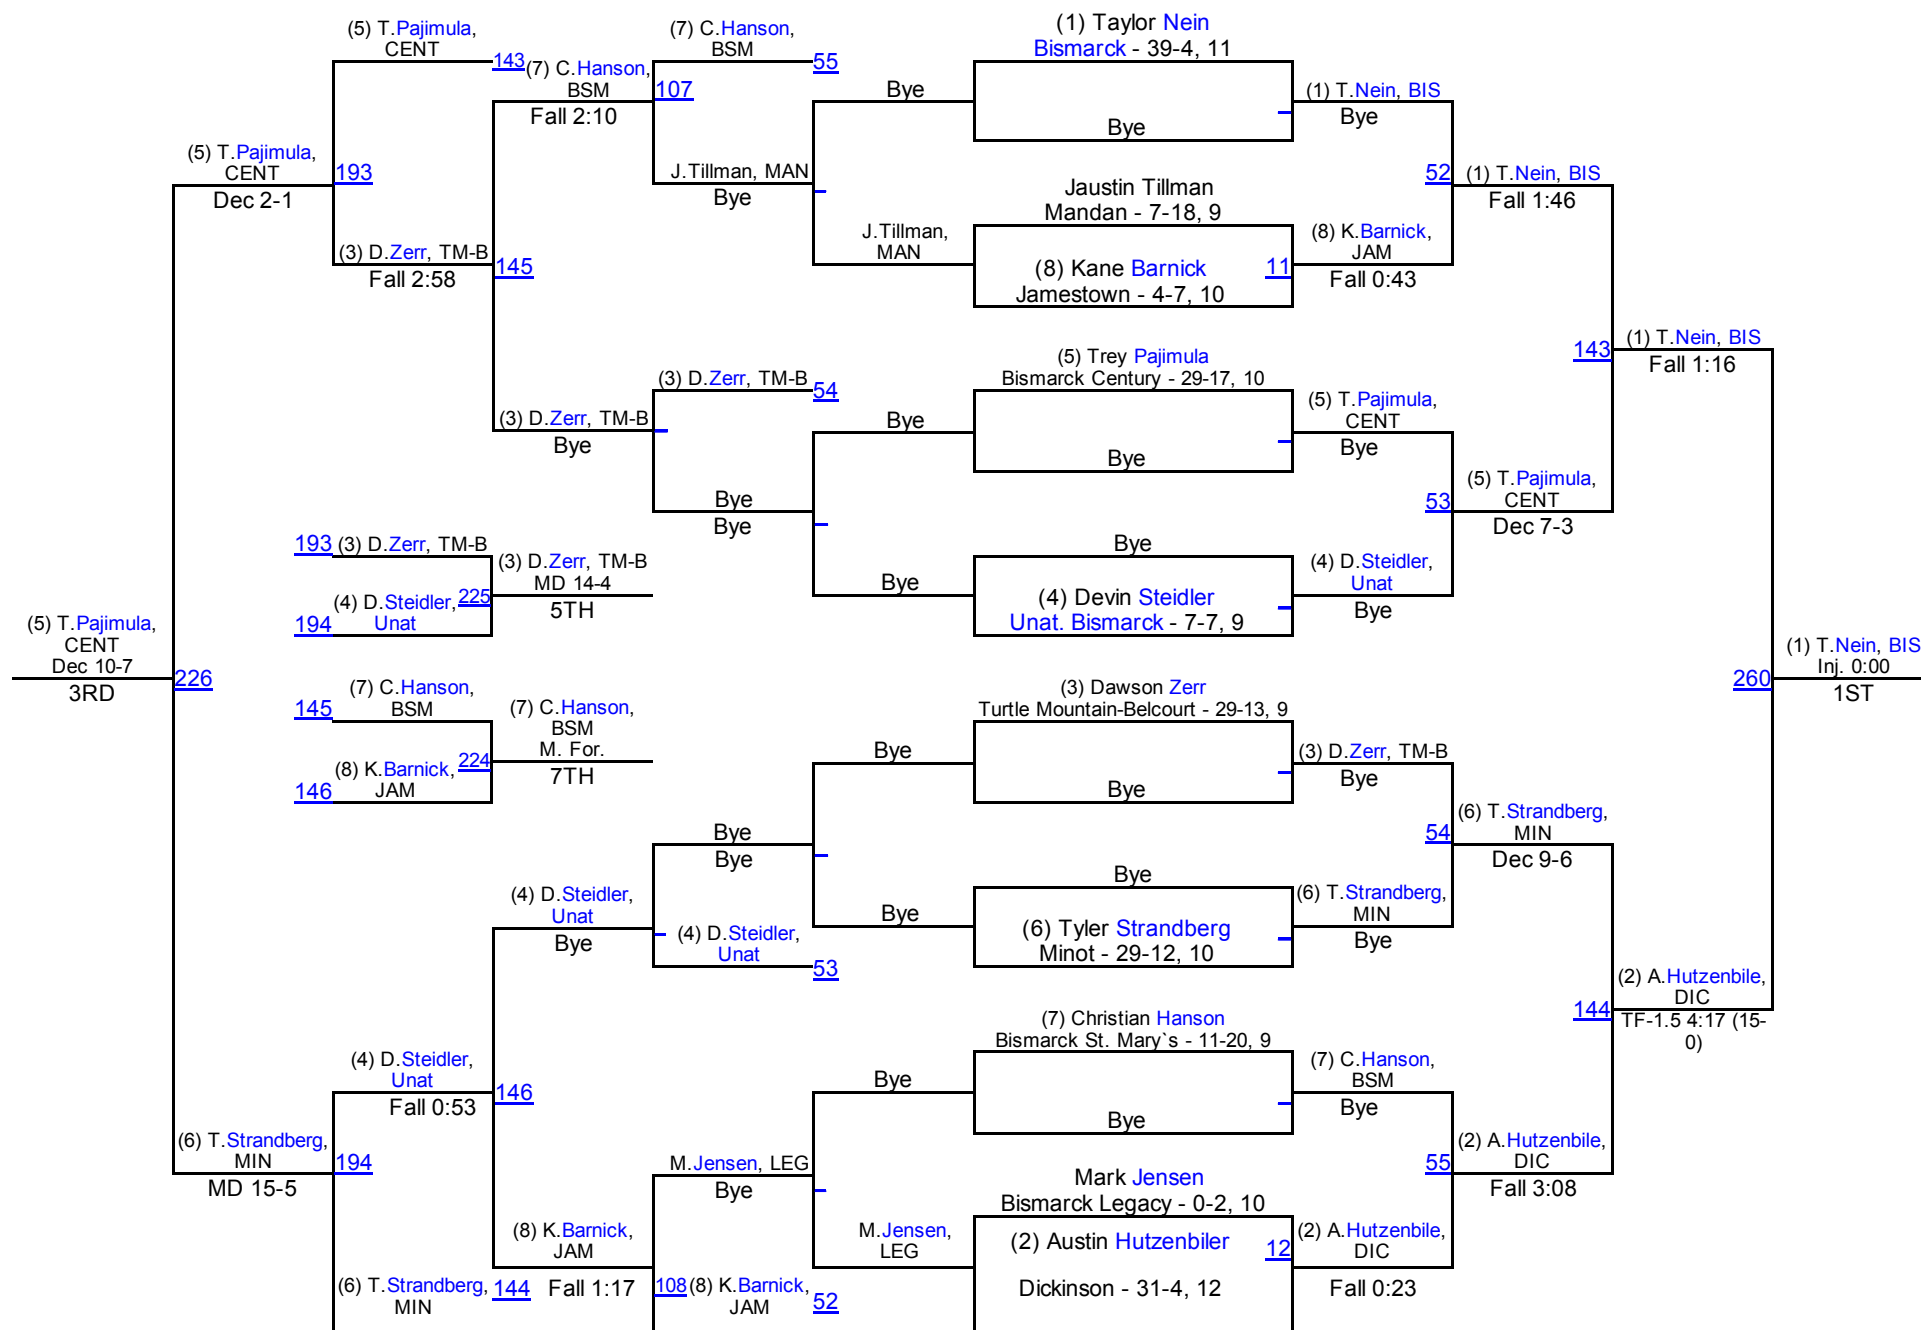 (5) T.Pajimula,
CENT
143
(7) C.Hanson,
BSM
107
Fall 2:10
(7) C.Hanson,
BSM
55
(5) T.Pajimula,
CENT
193
Dec 2-1
J.Tillman, MAN
Bye
(3) D.Zerr, TM-B
145
Fall 2:58
(3) D.Zerr, TM-B
54
(3) D.Zerr, TM-B
Bye
Bye
Bye
193 (3) D.Zerr, TM-B
(4) D.Steidler,
Unat
194
225
(3) D.Zerr, TM-B
MD 14-4
5TH
(5) T.Pajimula,
CENT
Dec 10-7
3RD
226
145
(7) C.Hanson,
BSM
146
(8) K.Barnick,
JAM
224
(7) C.Hanson,
BSM
M. For.
7TH
Bye
Bye
(4) D.Steidler,
Unat
Bye
(4) D.Steidler,
Unat
53
(4) D.Steidler,
Unat
146
Fall 0:53
(6) T.Strandberg,
MIN
194
MD 15-5
M.Jensen, LEG
Bye
(8) K.Barnick,
JAM
Fall 1:17
108
(6) T.Strandberg,
MIN
144
(8) K.Barnick,
JAM
52
(1) Taylor Nein
Bismarck - 39-4, 11
Bye
Bye
(1) T.Nein, BIS
Bye
Jaustin Tillman
Mandan - 7-18, 9
J.Tillman,
MAN
(8) Kane Barnick
Jamestown - 4-7, 10
11
(8) K.Barnick,
JAM
Fall 0:43
52
(1) T.Nein, BIS
Fall 1:46
(5) Trey Pajimula
Bismarck Century - 29-17, 10
Bye
Bye
(5) T.Pajimula,
CENT
Bye
Bye
Bye
(4) Devin Steidler
Unat. Bismarck - 7-7, 9
(4) D.Steidler,
Unat
Bye
53
(5) T.Pajimula,
CENT
Dec 7-3
143
(1) T.Nein, BIS
Fall 1:16
(3) Dawson Zerr
Turtle Mountain-Belcourt - 29-13, 9
Bye
Bye
(3) D.Zerr, TM-B
Bye
Bye
Bye
(6) Tyler Strandberg
Minot - 29-12, 10
(6) T.Strandberg,
MIN
Bye
54
(6) T.Strandberg,
MIN
Dec 9-6
(7) Christian Hanson
Bismarck St. Mary`s - 11-20, 9
Bye
Bye
(7) C.Hanson,
BSM
Bye
Mark Jensen
Bismarck Legacy - 0-2, 10
M.Jensen,
LEG
(2) Austin Hutzenbiler
Dickinson - 31-4, 12
12
(2) A.Hutzenbile,
DIC
Fall 0:23
55
(2) A.Hutzenbile,
DIC
Fall 3:08
144
(2) A.Hutzenbile,
DIC
TF-1.5 4:17 (15-
0)
260
(1) T.Nein, BIS
Inj. 0:00
1ST